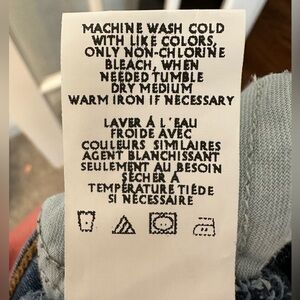 MACHINE WASH COLD
WITH LIKE COLORS,
ONLY NON-CHLORINE
BLEACH, WHEN
NEEDED TUMBLE
DRY MEDIUM
WARM IRON IF NECESSARY
LAVER Á L'EAU
FROIDE AVEC
COULEURS SIMILAIRES
AGENT BLANCHISSANT
SEULEMENT AU BESOIN
SÉCHER Á
TEMPÉRATURE TIÉDE
SI NÉCESSAIRE